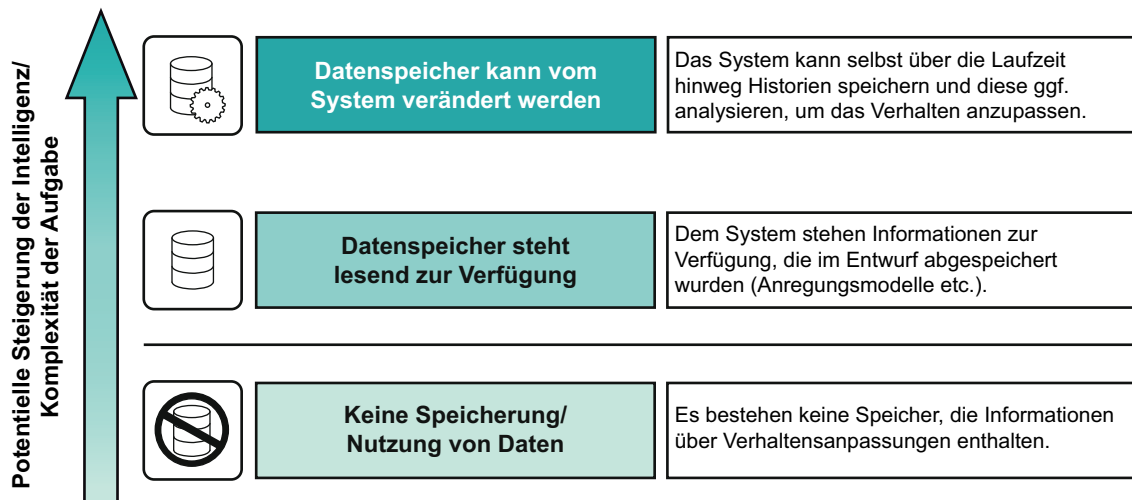 Potentielle Steigerung der Intelligenz/
Komplexität der Aufgabe
Datenspeicher kann vom
System verändert werden
Das System kann selbst über die Laufzeit
hinweg Historien speichern und diese ggf.
analysieren, um das Verhalten anzupassen.
Datenspeicher steht
lesend zur Verfügung
Dem System stehen Informationen zur
Verfügung, die im Entwurf abgespeichert
wurden (Anregungsmodelle etc.).
Keine Speicherung/
Nutzung von Daten
Es bestehen keine Speicher, die Informationen
über Verhaltensanpassungen enthalten.